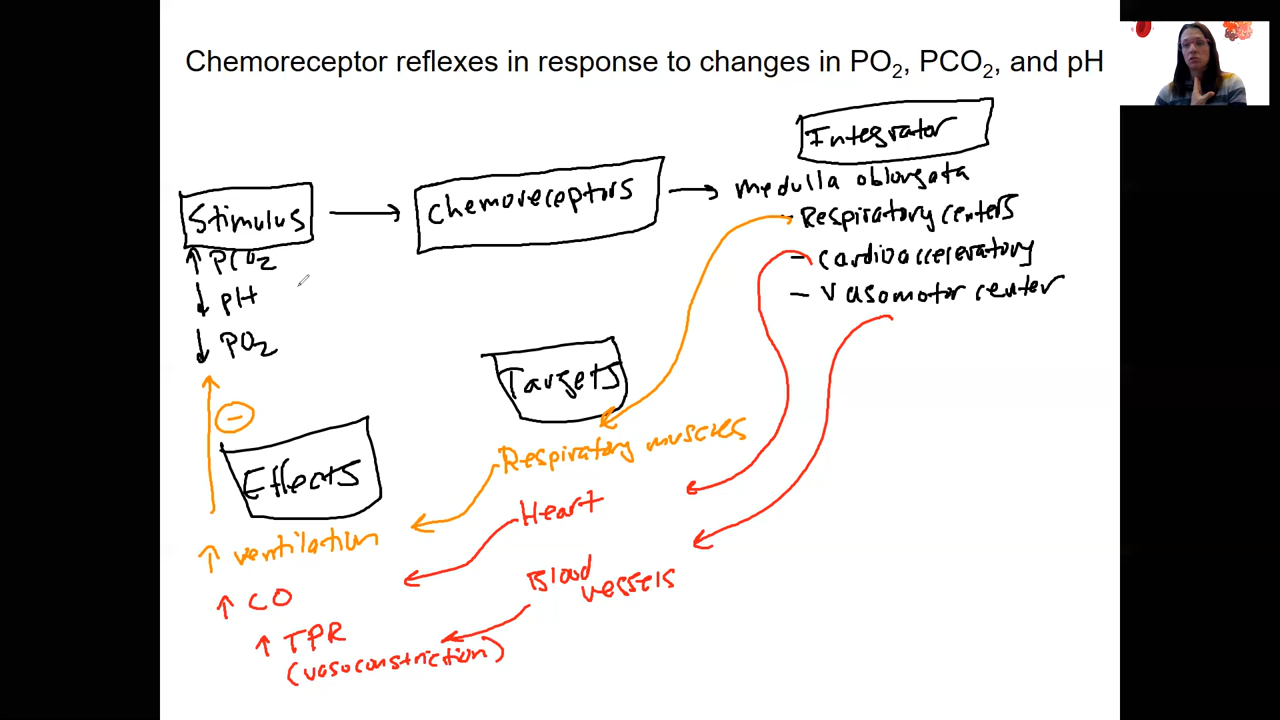 Chemoreceptor reflexes in response to changes in PO₂, PCO₂, and pH
Stimulus
↑ PCO₂
↓ pH
↓ PO₂
Chemoreceptors
Integrator
medulla oblongata
- Respiratory centers
- Cardioacceleratory
- Vasomotor center
Targets
Respiratory muscles
Heart
Blood
vessels
−
Effects
↑ ventilation
↑ CO
↑ TPR
(vasoconstriction)